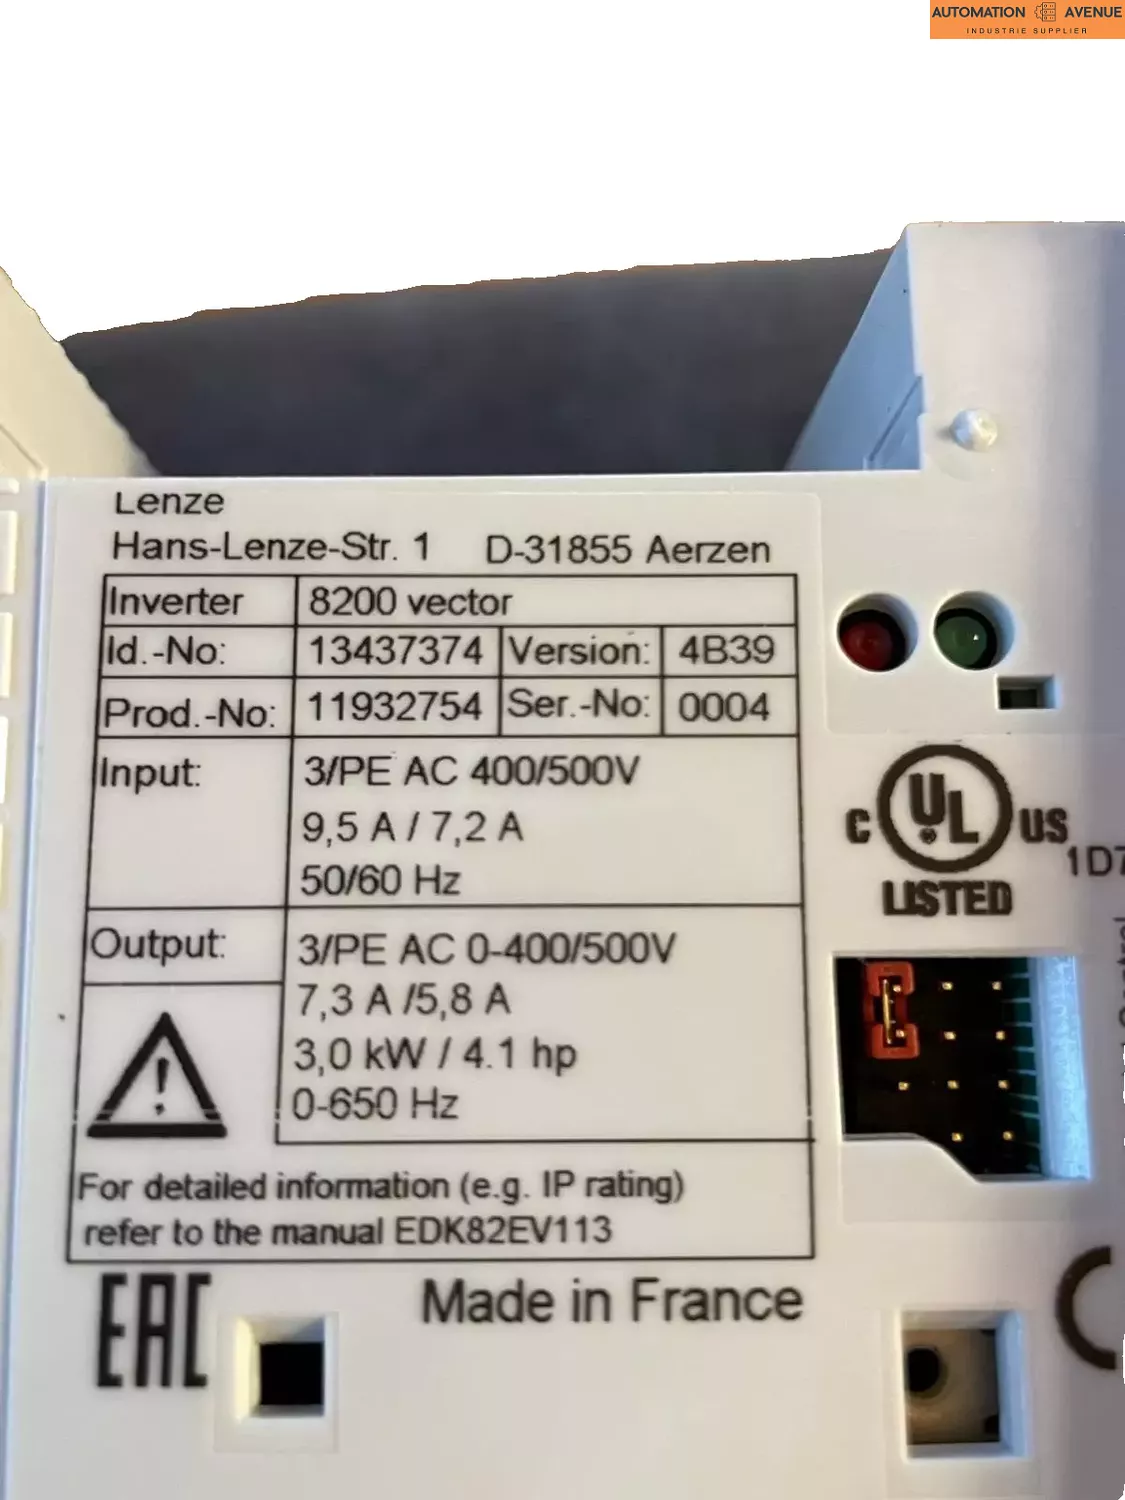 AUTOMATION AVENUE
INDUSTRIE SUPPLIER
Lenze
Hans-Lenze-Str. 1 D-31855 Aerzen
Inverter 8200 vector
Id.-No: 13437374 Version: 4B39
Prod.-No: 11932754 Ser.-No: 0004
Input: 3/PE AC 400/500V
9,5 A / 7,2 A
50/60 Hz
Output: 3/PE AC 0-400/500V
7,3 A /5,8 A
3,0 kW / 4.1 hp
0-650 Hz
For detailed information (e.g. IP rating)
refer to the manual EDK82EV113
EAC
Made in France
C UL US
LISTED
1D7